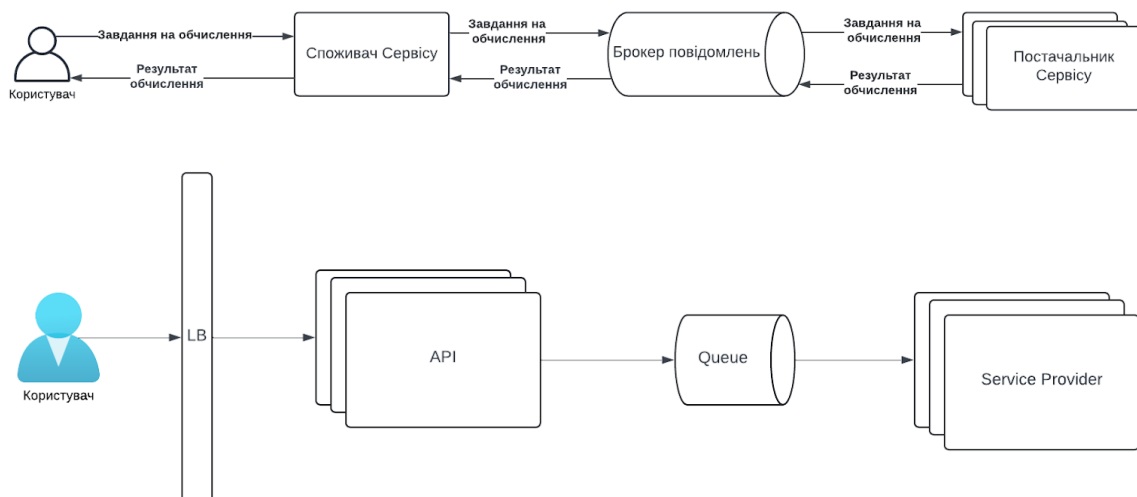 Завдання на обчислення
Результат
обчислення
Користувач
Споживач Сервісу
Завдання на
обчислення
Результат
обчислення
Брокер повідомлень
Завдання на
обчислення
Результат
обчислення
Постачальник
Сервісу
Користувач
LB
API
Queue
Service Provider